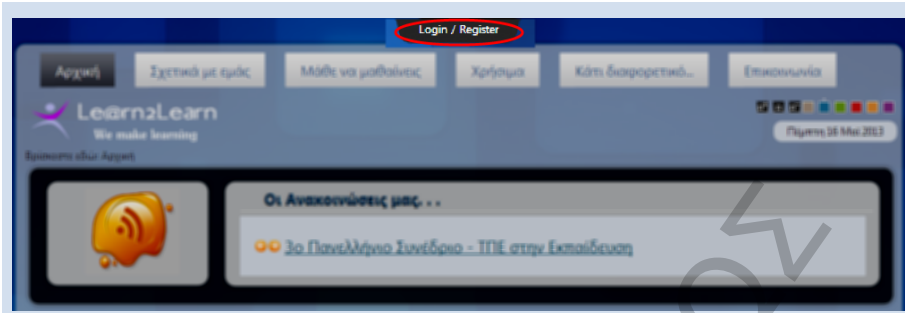 Login / Register
Αρχική Σχετικά με εμάς Μάθε να μαθαίνεις Χρήσιμα Κάτι διαφορετικό... Επικοινωνία
Le@rn2Learn
We make learning
Πέμπτη 16 Μαϊ 2013
Βρίσκεστε εδώ: Αρχική
Οι Ανακοινώσεις μας. . .
3ο Πανελλήνιο Συνέδριο - ΤΠΕ στην Εκπαίδευση